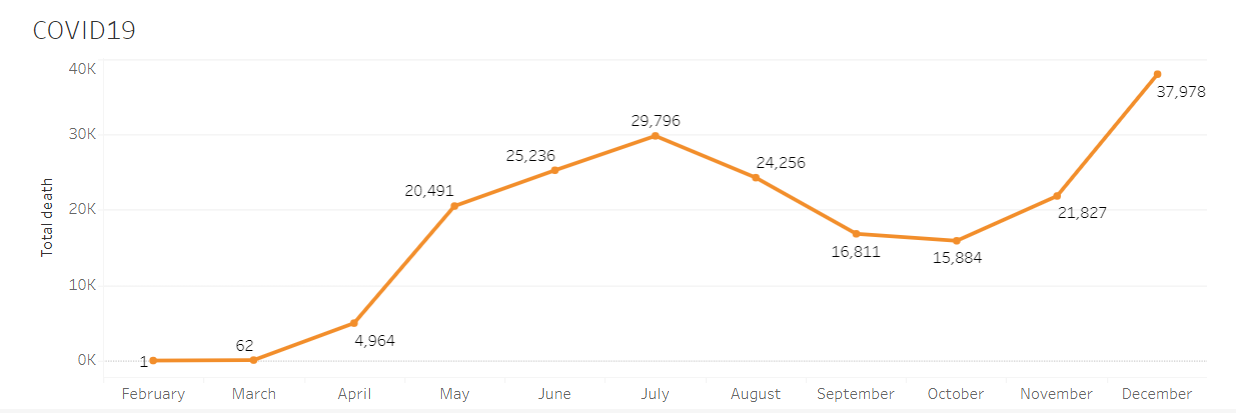 COVID19
40K
37,978
29,796
30K
25,236
24,256
20,491
21,827
20K
16,811
15,884
Total death
10K
4,964
62
0K
1
February March April May June July August September October November December